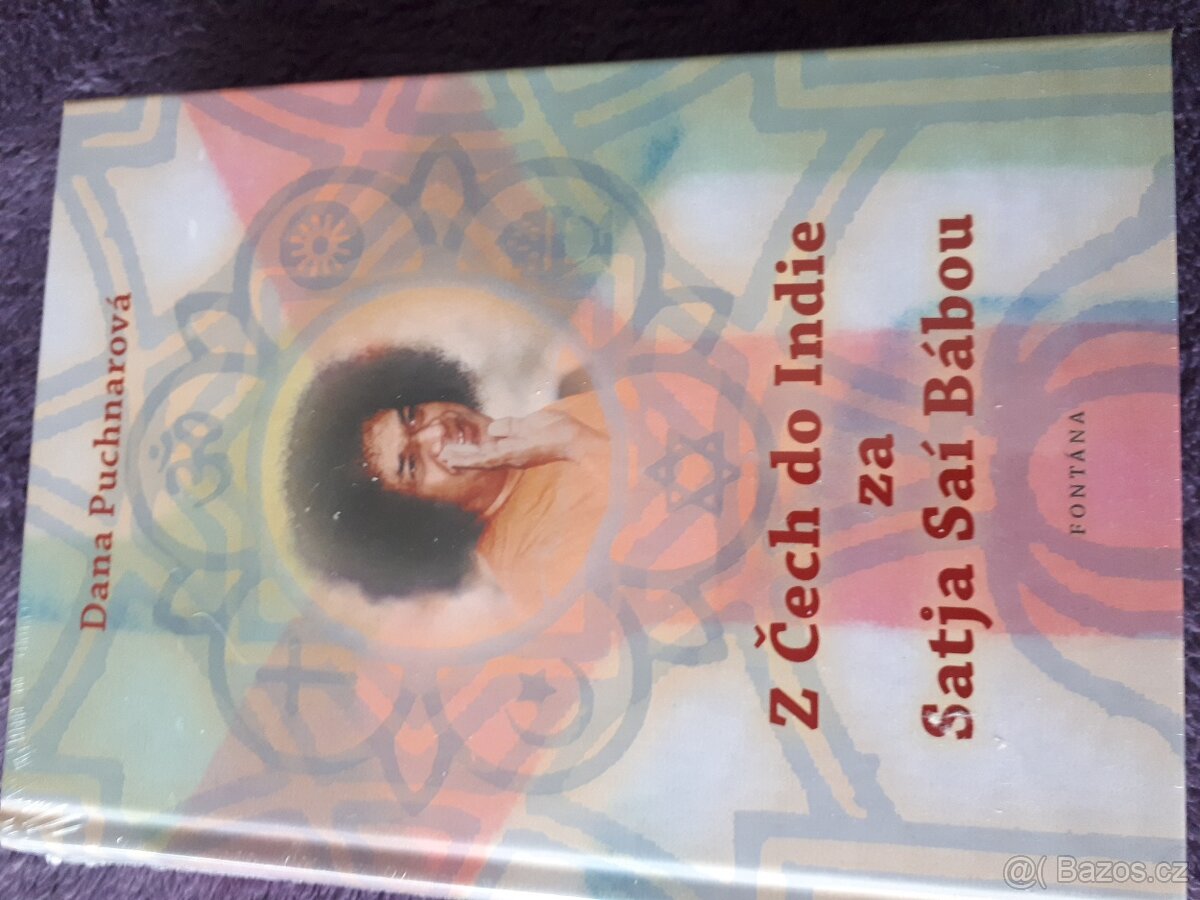 Dana Puchnarová
Z Čech do Indie
za
Satja Saí Bábou
FONTÁNA
@( Bazos.cz